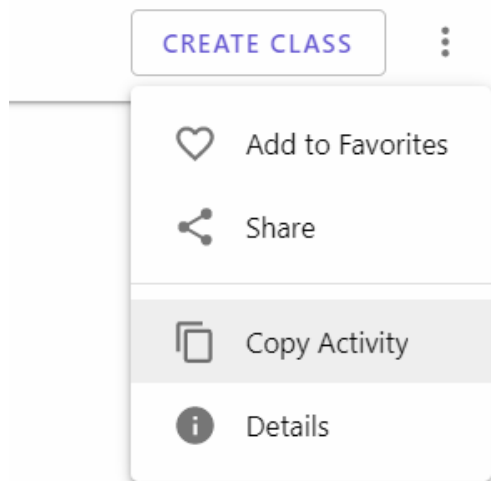 CREATE CLASS
Add to Favorites
Share
Copy Activity
Details